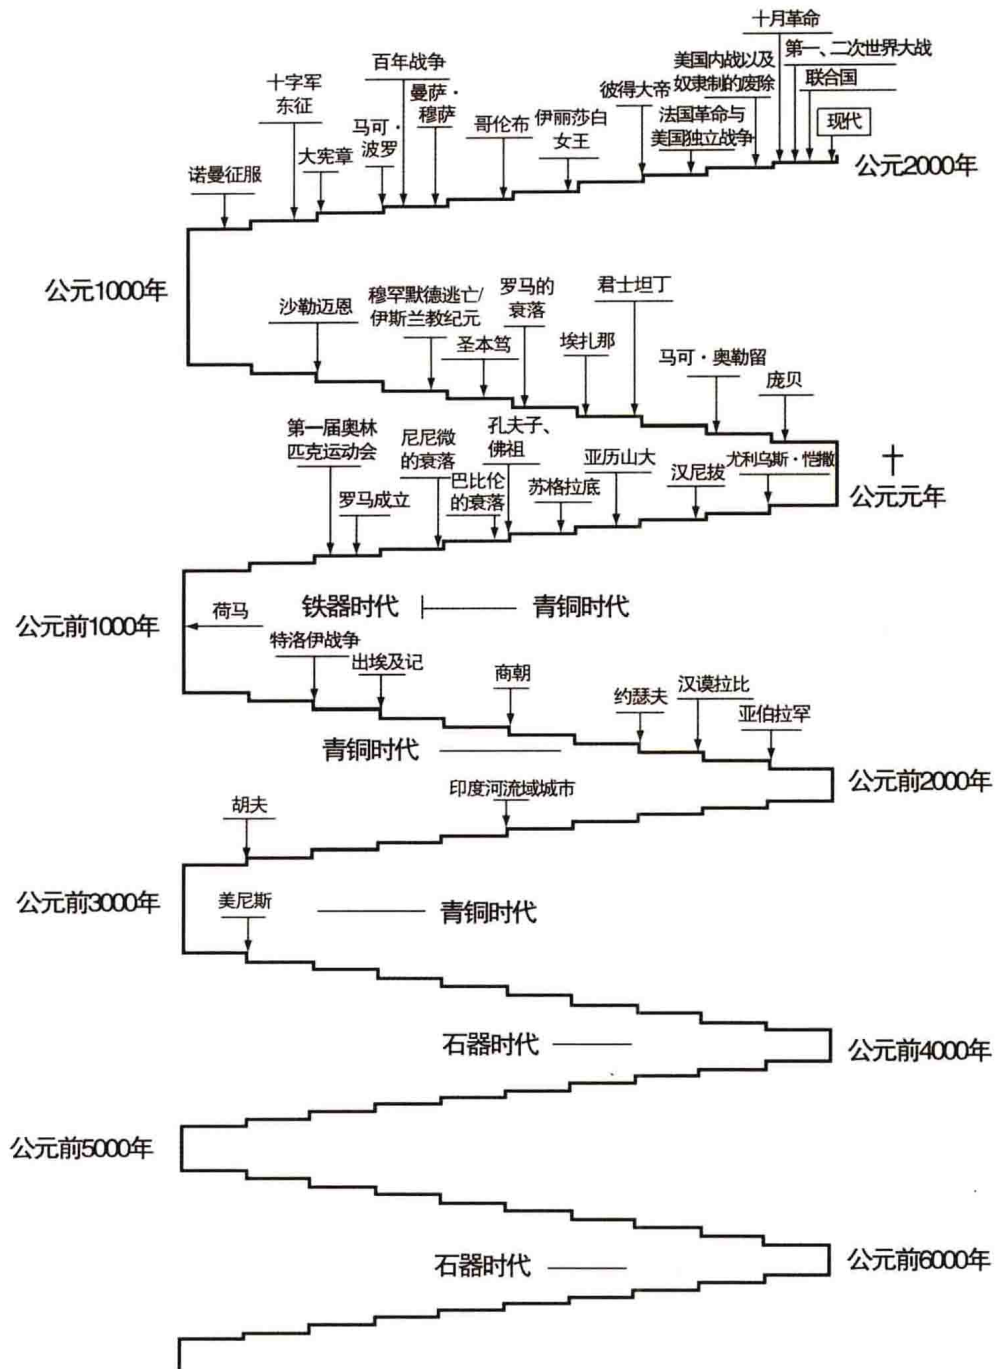 十月革命
第一、二次世界大战
美国内战以及
奴隶制的废除
联合国
现代
百年战争
十字军
东征
曼萨·
穆萨
彼得大帝
法国革命与
美国独立战争
马可·
波罗
哥伦布
伊丽莎白
女王
大宪章
诺曼征服
公元2000年
公元1000年
沙勒迈恩
穆罕默德逃亡/
伊斯兰教纪元
罗马的
衰落
君士坦丁
圣本笃
埃扎那
马可·奥勒留
庞贝
第一届奥林
匹克运动会
尼尼微
的衰落
孔夫子、
佛祖
亚历山大
尤利乌斯·恺撒
罗马成立
巴比伦
的衰落
苏格拉底
汉尼拔
公元元年
公元前1000年
荷马
铁器时代
青铜时代
特洛伊战争
出埃及记
商朝
约瑟夫
汉谟拉比
亚伯拉罕
青铜时代
公元前2000年
印度河流域城市
胡夫
公元前3000年
美尼斯
青铜时代
石器时代
公元前4000年
公元前5000年
石器时代
公元前6000年